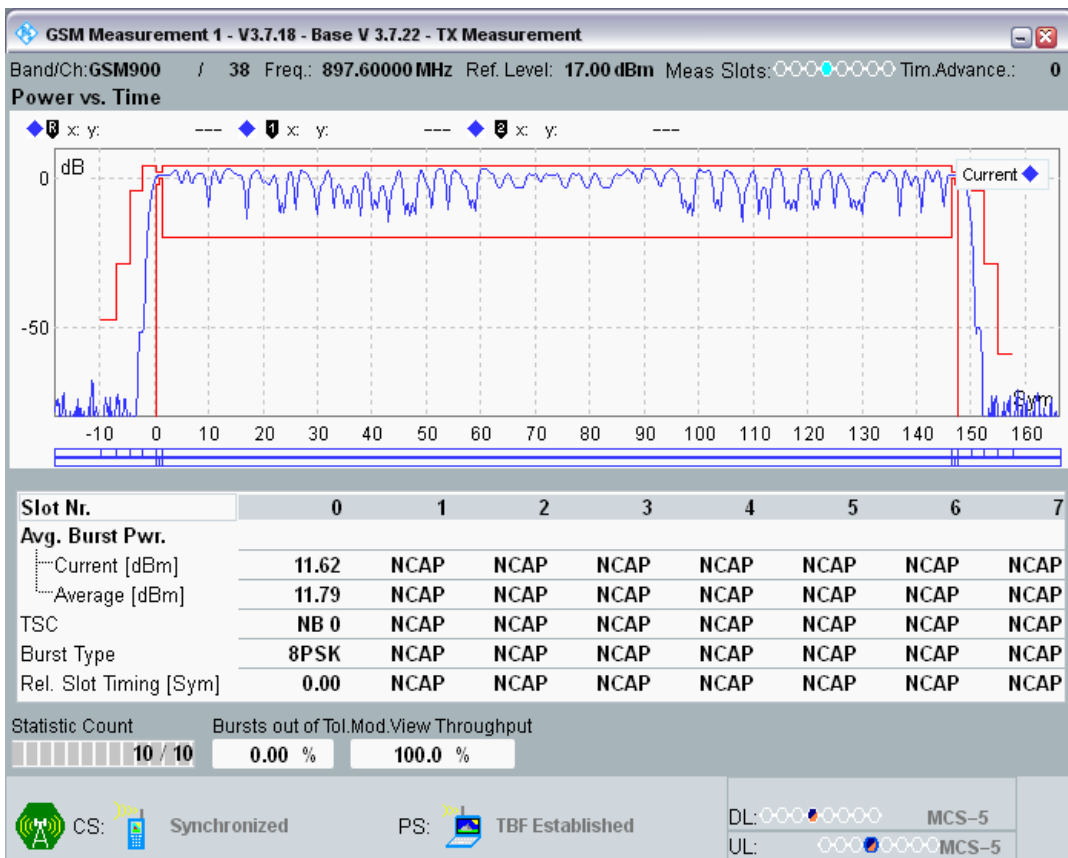 GSM Measurement 1 - V3.7.18 - Base V 3.7.22 - TX Measurement
Band/Ch:GSM900 / 38 Freq.: 897.60000 MHz Ref. Level: 17.00 dBm Meas Slots: Tim.Advance.: 0
Power vs. Time
R x: y: --- 1 x: y: --- 2 x: y: ---
dB
Current
0
-50
Sym
-10 0 10 20 30 40 50 60 70 80 90 100 110 120 130 140 150 160
Slot Nr. 0 1 2 3 4 5 6 7
Avg. Burst Pwr.
Current [dBm] 11.62 NCAP NCAP NCAP NCAP NCAP NCAP NCAP
Average [dBm] 11.79 NCAP NCAP NCAP NCAP NCAP NCAP NCAP
TSC NB 0 NCAP NCAP NCAP NCAP NCAP NCAP NCAP
Burst Type 8PSK NCAP NCAP NCAP NCAP NCAP NCAP NCAP
Rel. Slot Timing [Sym] 0.00 NCAP NCAP NCAP NCAP NCAP NCAP NCAP
Statistic Count Bursts out of Tol.Mod.View Throughput
10 / 10 0.00 % 100.0 %
CS: Synchronized PS: TBF Established
DL: MCS-5
UL: MCS-5